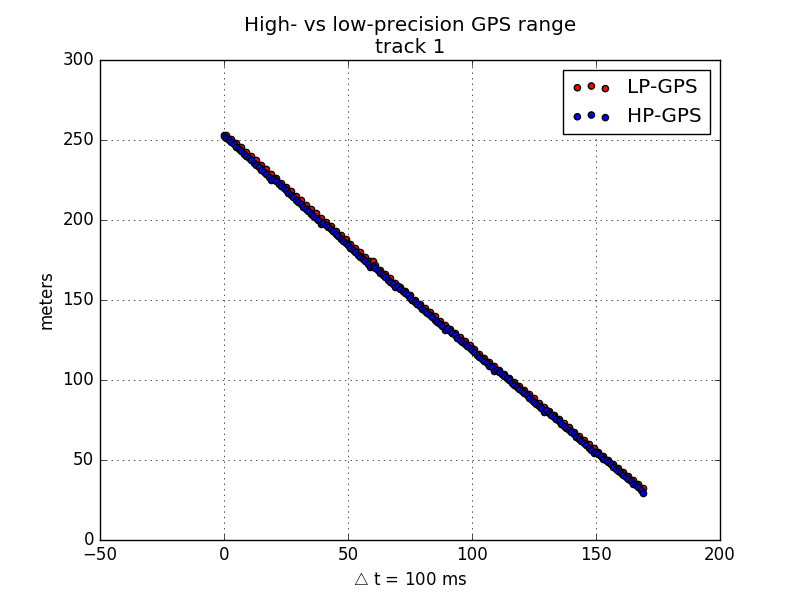 High- vs low-precision GPS range
track 1
300
250
200
150
100
50
0
meters
LP-GPS
HP-GPS
−50 0 50 100 150 200
△ t = 100 ms